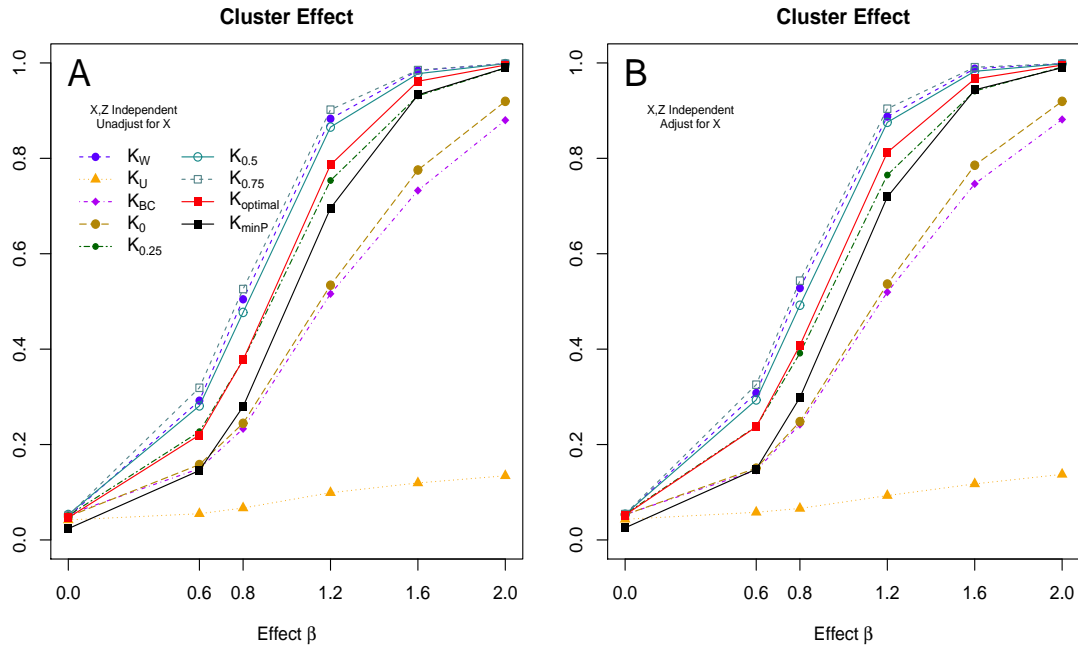 Cluster Effect
A
X,Z Independent
Unadjust for X
K_W
K_U
K_BC
K_0
K_0.25
K_0.5
K_0.75
K_optimal
K_minP
1.0
0.8
0.6
0.4
0.2
0.0
0.0 0.6 0.8 1.2 1.6 2.0
Effect β
Cluster Effect
B
X,Z Independent
Adjust for X
1.0
0.8
0.6
0.4
0.2
0.0
0.0 0.6 0.8 1.2 1.6 2.0
Effect β